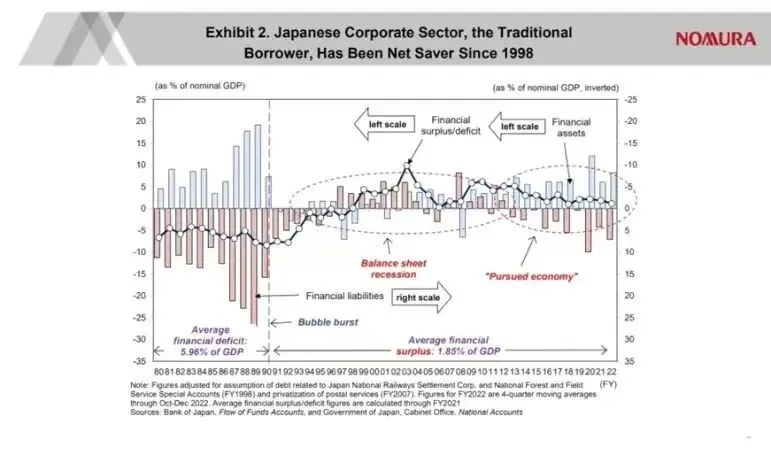 Exhibit 2. Japanese Corporate Sector, the Traditional
Borrower, Has Been Net Saver Since 1998
NOMURA
(as % of nominal GDP)
(as % of nominal GDP, inverted)
25
20
15
10
5
0
-5
-10
-15
-20
-25
-30
-35
-25
-20
-15
-10
-5
0
5
10
15
20
25
30
35
left scale
Financial
surplus/deficit
left scale
Financial
assets
Balance sheet
recession
"Pursued economy"
Financial liabilities
right scale
Bubble burst
Average
financial deficit:
5.96% of GDP
Average financial
surplus: 1.85% of GDP
80 81 82 83 84 85 86 87 88 89 90 91 92 93 94 95 96 97 98 99 00 01 02 03 04 05 06 07 08 09 10 11 12 13 14 15 16 17 18 19 20 21 22
(FY)
Note: Figures adjusted for assumption of debt related to Japan National Railways Settlement Corp, and National Forest and Field
Service Special Accounts (FY1998) and privatization of postal services (FY2007). Figures for FY2022 are 4-quarter moving averages
through Oct-Dec 2022. Average financial surplus/deficit figures are calculated through FY2021
Sources: Bank of Japan, Flow of Funds Accounts, and Government of Japan, Cabinet Office, National Accounts